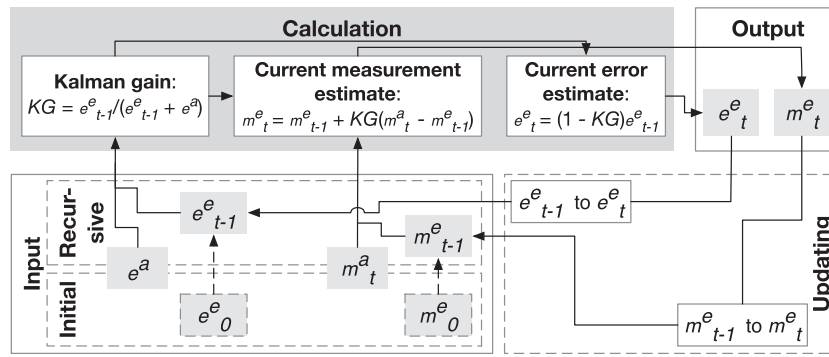 Calculation
Output
Kalman gain:
KG = e^e_{t-1}/(e^e_{t-1} + e^a)
Current measurement
estimate:
m^e_t = m^e_{t-1} + KG(m^a_t - m^e_{t-1})
Current error
estimate:
e^e_t = (1 - KG)e^e_{t-1}
e^e_t
m^e_t
Input
Recur-
sive
e^e_{t-1}
e^a
m^a_t
m^e_{t-1}
Initial
e^e_0
m^e_0
e^e_{t-1} to e^e_t
m^e_{t-1} to m^e_t
Updating